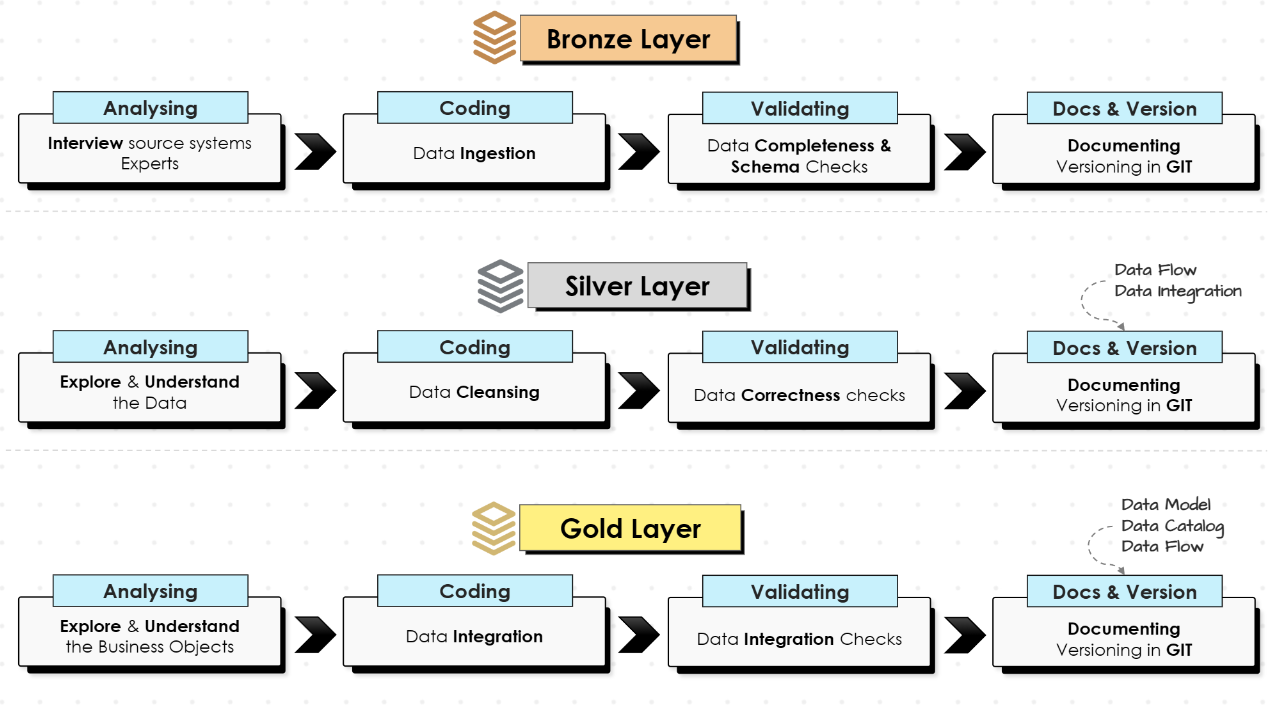 Bronze Layer
Analysing
Interview source systems
Experts
Coding
Data Ingestion
Validating
Data Completeness &
Schema Checks
Docs & Version
Documenting
Versioning in GIT
Silver Layer
Data Flow
Data Integration
Analysing
Explore & Understand
the Data
Coding
Data Cleansing
Validating
Data Correctness checks
Docs & Version
Documenting
Versioning in GIT
Gold Layer
Data Model
Data Catalog
Data Flow
Analysing
Explore & Understand
the Business Objects
Coding
Data Integration
Validating
Data Integration Checks
Docs & Version
Documenting
Versioning in GIT